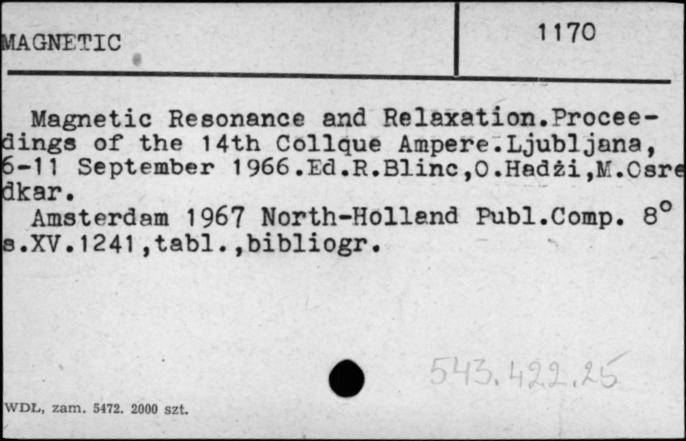 MAGNETIC
1170
Magnetic Resonance and Relaxation.Procee-
dings of the 14th Collque Ampere.Ljubljana,
6-11 September 1966.Ed.R.Blinc,O.Hadżi,M.Osre
dkar.
Amsterdam 1967 North-Holland Publ.Comp. 8°
s.XV.1241,tabl.,bibliogr.
543.422.25
WDL, zam. 5472. 2000 szt.